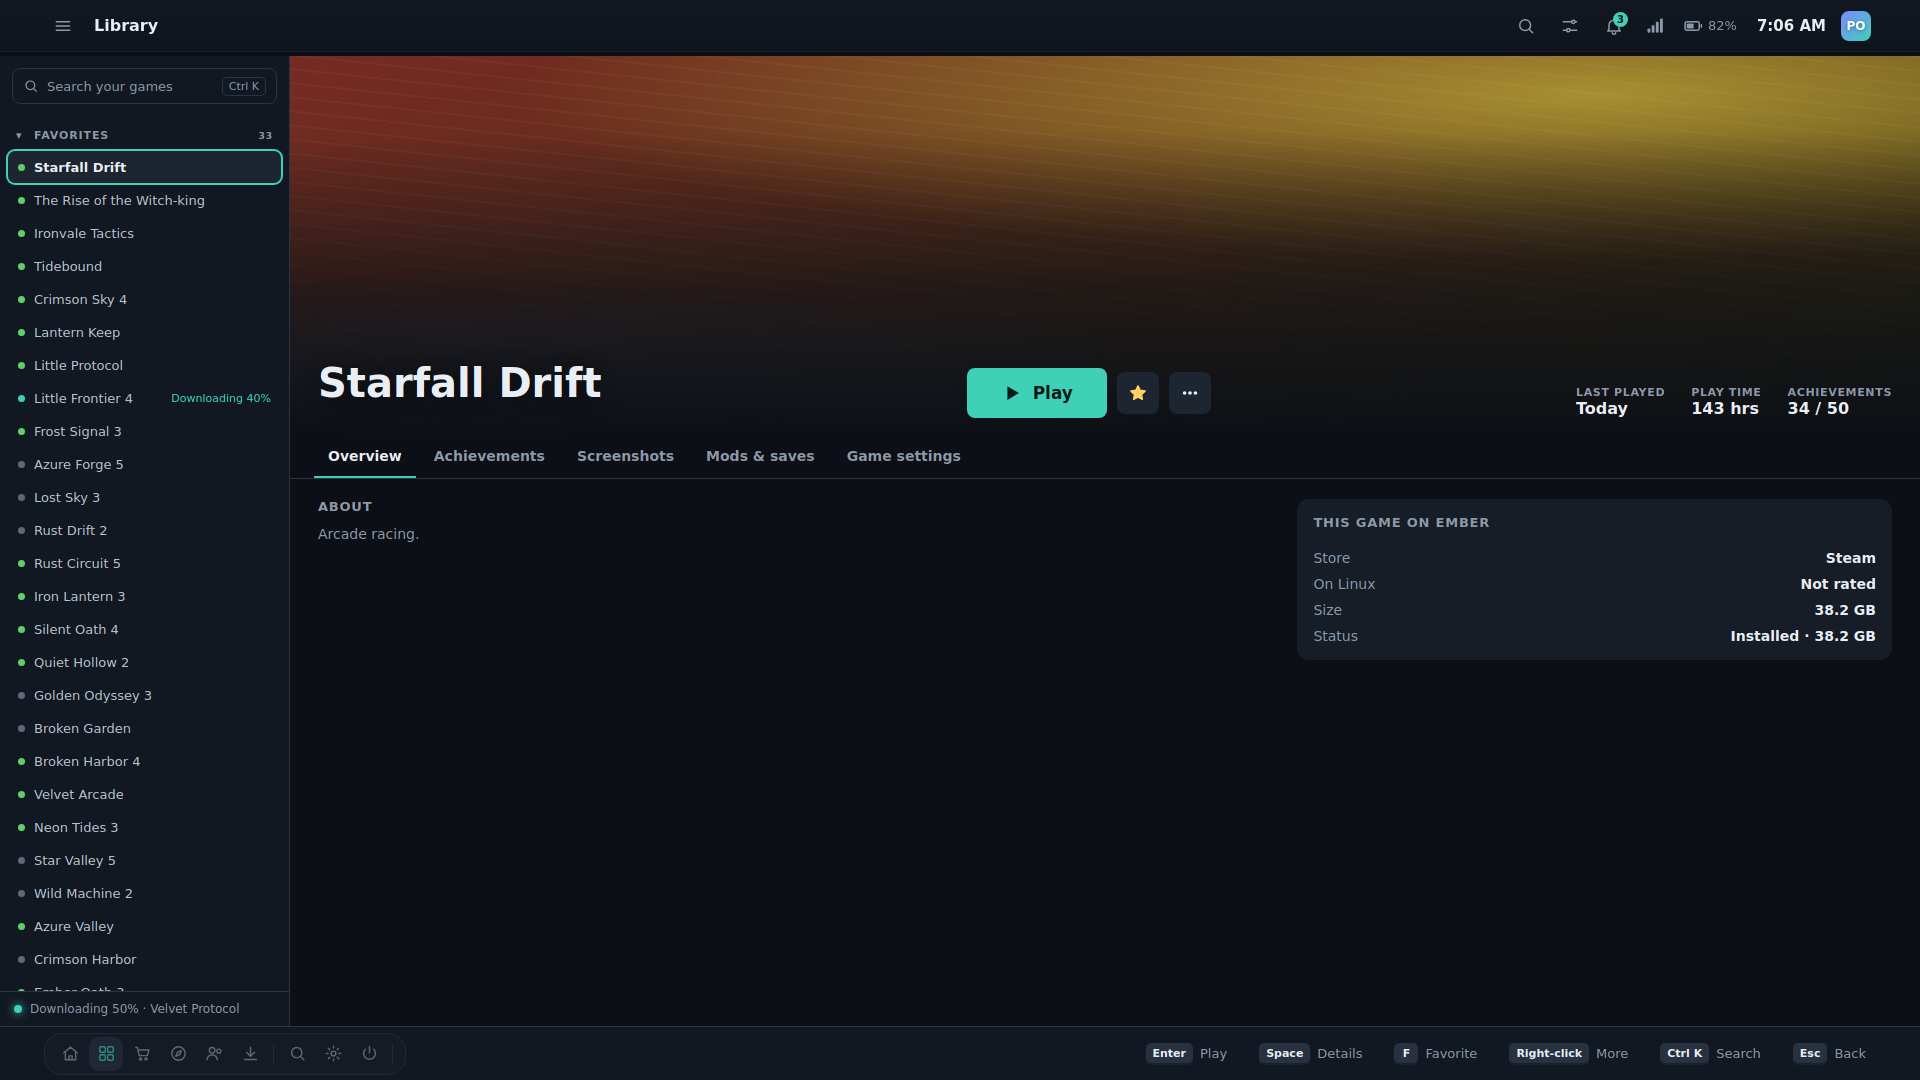 Library
3
82%
7:06 AM
PO
Search your games
Ctrl K
FAVORITES
33
Starfall Drift
The Rise of the Witch-king
Ironvale Tactics
Tidebound
Crimson Sky 4
Lantern Keep
Little Protocol
Little Frontier 4
Downloading 40%
Frost Signal 3
Azure Forge 5
Lost Sky 3
Rust Drift 2
Rust Circuit 5
Iron Lantern 3
Silent Oath 4
Quiet Hollow 2
Golden Odyssey 3
Broken Garden
Broken Harbor 4
Velvet Arcade
Neon Tides 3
Star Valley 5
Wild Machine 2
Azure Valley
Crimson Harbor
Downloading 50% · Velvet Protocol
Starfall Drift
Play
LAST PLAYED
Today
PLAY TIME
143 hrs
ACHIEVEMENTS
34 / 50
Overview
Achievements
Screenshots
Mods & saves
Game settings
ABOUT
Arcade racing.
THIS GAME ON EMBER
Store
Steam
On Linux
Not rated
Size
38.2 GB
Status
Installed · 38.2 GB
Enter Play
Space Details
F Favorite
Right-click More
Ctrl K Search
Esc Back